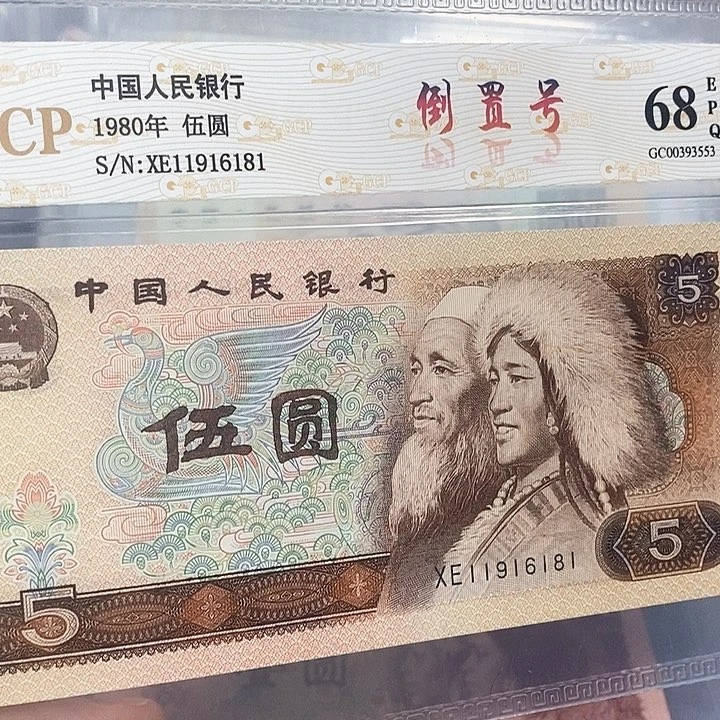 CP
中国人民银行
1980年 伍圆
S/N:XE11916181
倒置号
68
E
P
Q
GC00393553
中国人民银行
5
伍圆
5
XE11916181
5